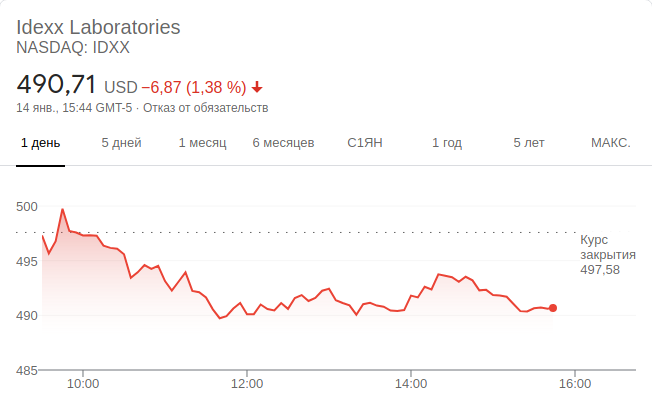 Idexx Laboratories
NASDAQ: IDXX
490,71 USD −6,87 (1,38 %)
14 янв., 15:44 GMT-5 · Отказ от обязательств
1 день 5 дней 1 месяц 6 месяцев С1ЯН 1 год 5 лет МАКС.
500
Курс
закрытия
497,58
495
490
485
10:00 12:00 14:00 16:00